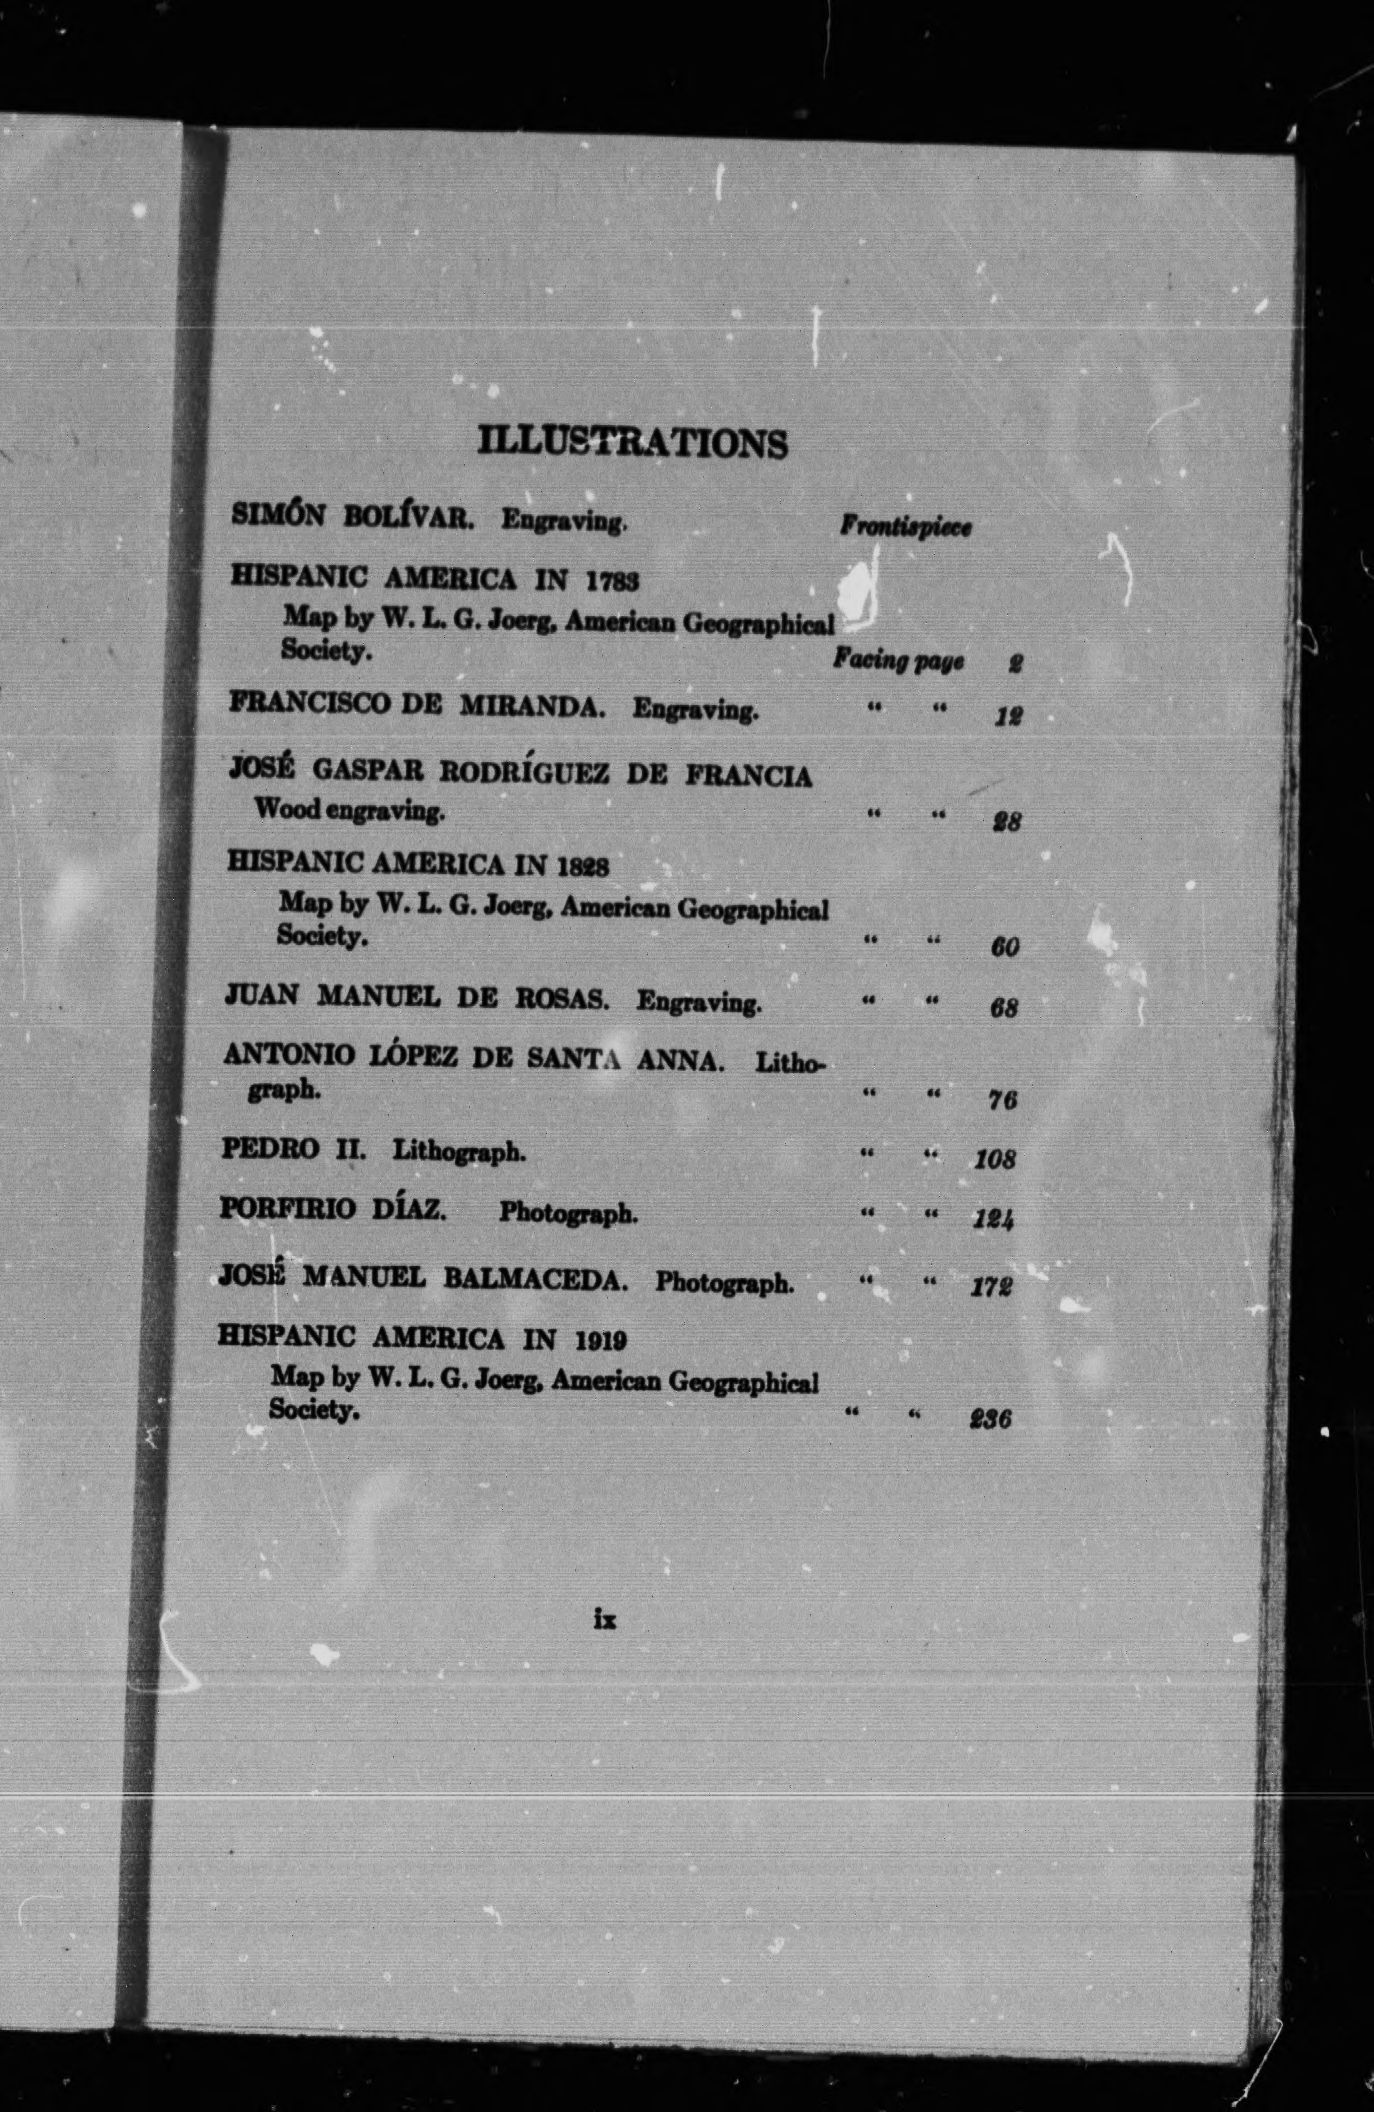 ILLUSTRATIONS
SIMÓN BOLÍVAR. Engraving. Frontispiece
HISPANIC AMERICA IN 1783
Map by W. L. G. Joerg, American Geographical
Society. Facing page 2
FRANCISCO DE MIRANDA. Engraving. “ “ 12
JOSÉ GASPAR RODRÍGUEZ DE FRANCIA
Wood engraving. “ “ 28
HISPANIC AMERICA IN 1828
Map by W. L. G. Joerg, American Geographical
Society. “ “ 60
JUAN MANUEL DE ROSAS. Engraving. “ “ 68
ANTONIO LÓPEZ DE SANTA ANNA. Litho-
graph. “ “ 76
PEDRO II. Lithograph. “ “ 108
PORFIRIO DÍAZ. Photograph. “ “ 124
JOSÉ MANUEL BALMACEDA. Photograph. “ “ 172
HISPANIC AMERICA IN 1919
Map by W. L. G. Joerg, American Geographical
Society. “ “ 236
ix